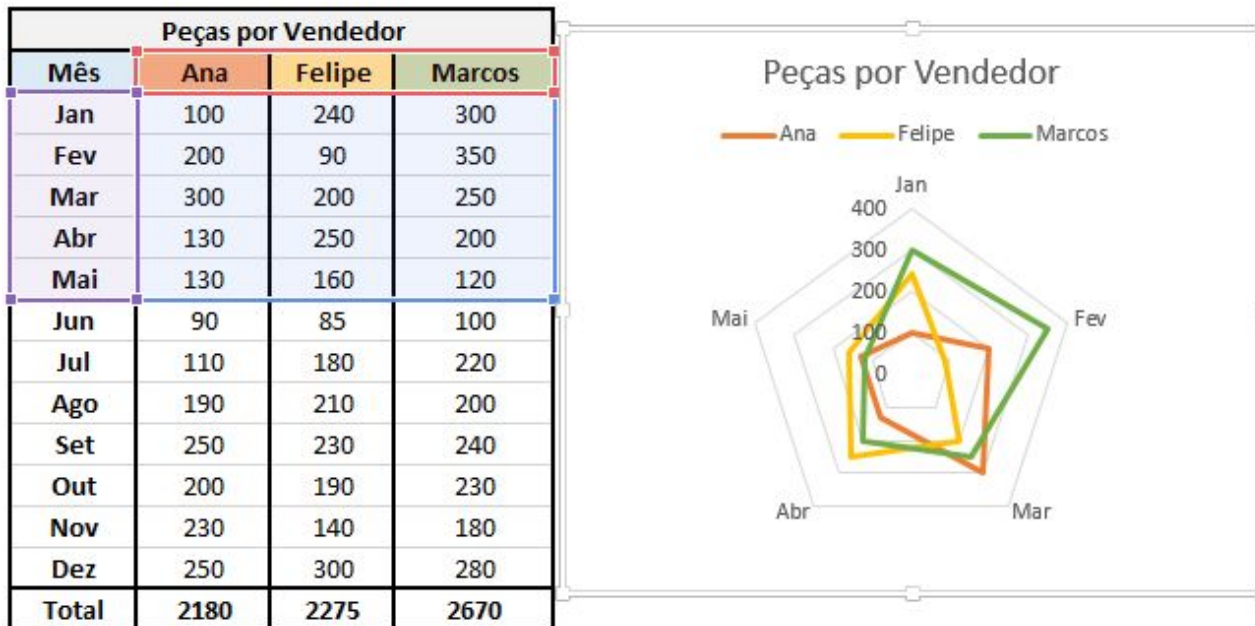 Peças por Vendedor
Mês Ana Felipe Marcos
Jan 100 240 300
Fev 200 90 350
Mar 300 200 250
Abr 130 250 200
Mai 130 160 120
Jun 90 85 100
Jul 110 180 220
Ago 190 210 200
Set 250 230 240
Out 200 190 230
Nov 230 140 180
Dez 250 300 280
Total 2180 2275 2670
Peças por Vendedor
Ana Felipe Marcos
Jan
400
300
200
100
0
Mai
Fev
Abr
Mar